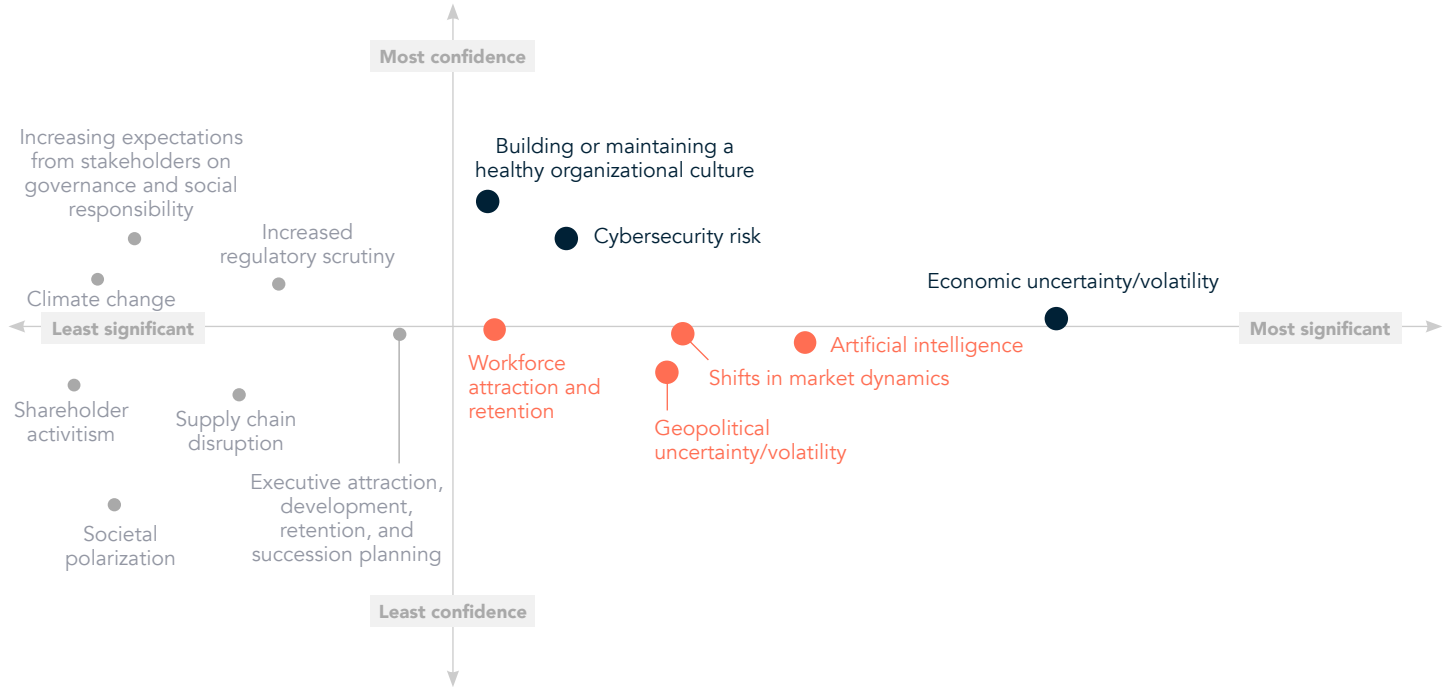 Most confidence
Increasing expectations
from stakeholders on
governance and social
responsibility
Building or maintaining a
healthy organizational culture
Increased
regulatory scrutiny
Cybersecurity risk
Climate change
Economic uncertainty/volatility
Least significant
Most significant
Workforce
attraction and
retention
Artificial intelligence
Shifts in market dynamics
Shareholder
activitism
Supply chain
disruption
Geopolitical
uncertainty/volatility
Executive attraction,
development,
retention, and
succession planning
Societal
polarization
Least confidence